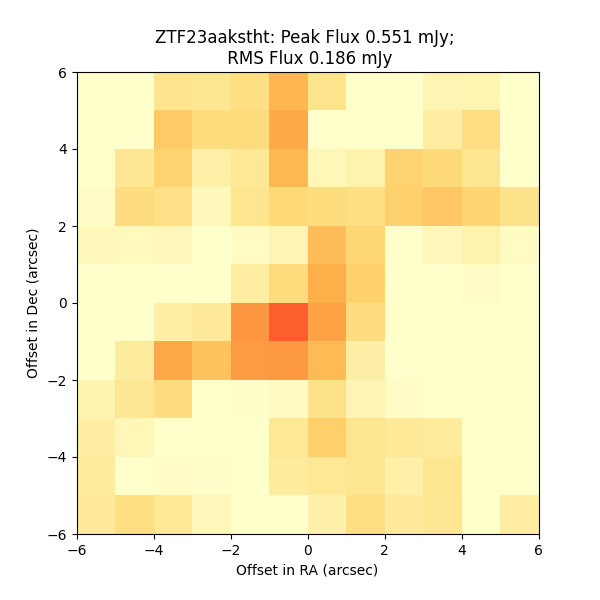 ZTF23aakstht: Peak Flux 0.551 mJy;
RMS Flux 0.186 mJy
6
4
2
0
−2
−4
−6
Offset in Dec (arcsec)
−6 −4 −2 0 2 4 6
Offset in RA (arcsec)